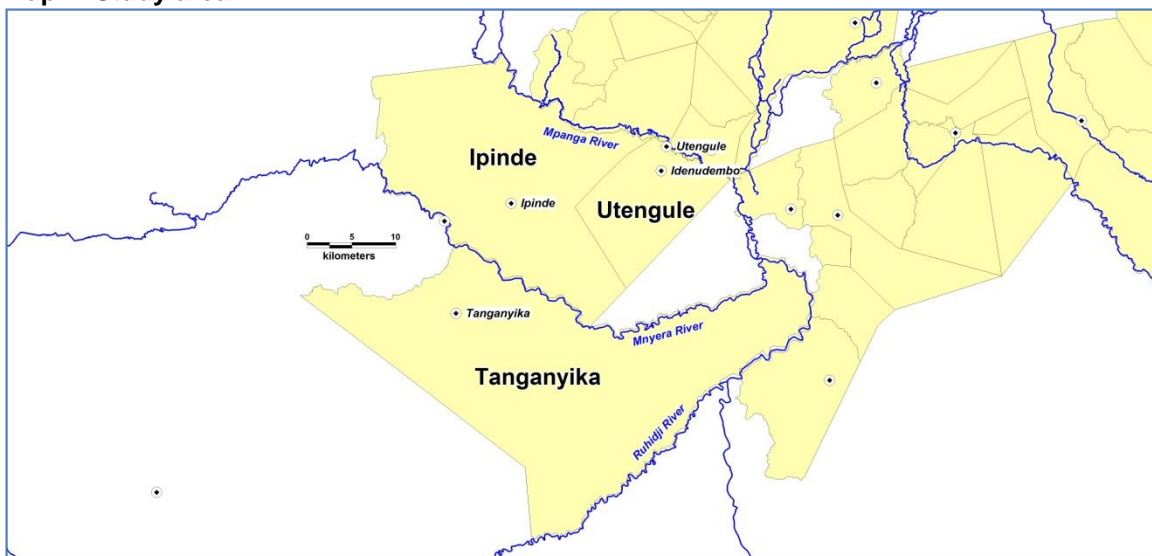 Mpanga River
Utengule
Ipinde
Idenudembo
Utengule
Ipinde
0 5 10
kilometers
Tanganyika
Mnyera River
Tanganyika
Ruhidji River